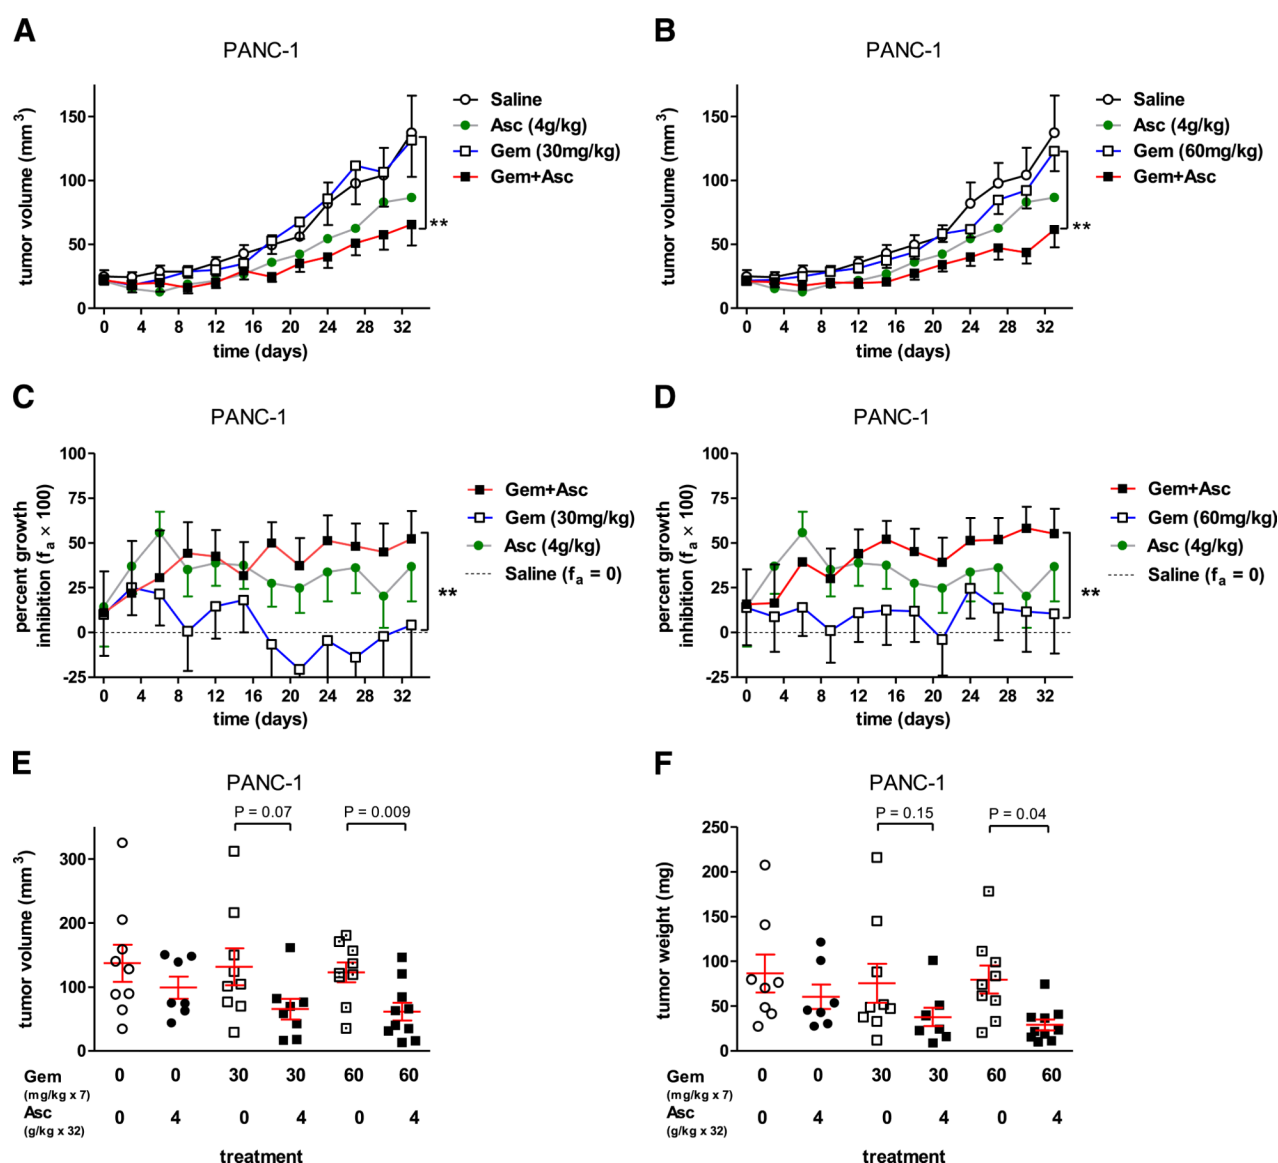 A
PANC-1
tumor volume (mm³)
150
100
50
0
0 4 8 12 16 20 24 28 32
time (days)
Saline
Asc (4g/kg)
Gem (30mg/kg)
Gem+Asc
**
B
PANC-1
tumor volume (mm³)
150
100
50
0
0 4 8 12 16 20 24 28 32
time (days)
Saline
Asc (4g/kg)
Gem (60mg/kg)
Gem+Asc
**
C
PANC-1
percent growth
inhibition (fa × 100)
100
75
50
25
0
-25
0 4 8 12 16 20 24 28 32
time (days)
Gem+Asc
Gem (30mg/kg)
Asc (4g/kg)
Saline (fa = 0)
**
D
PANC-1
percent growth
inhibition (fa × 100)
100
75
50
25
0
-25
0 4 8 12 16 20 24 28 32
time (days)
Gem+Asc
Gem (60mg/kg)
Asc (4g/kg)
Saline (fa = 0)
**
E
PANC-1
P = 0.07 P = 0.009
tumor volume (mm³)
300
200
100
0
Gem 0 0 30 30 60 60
(mg/kg x 7)
Asc 0 4 0 4 0 4
(g/kg x 32)
treatment
F
PANC-1
P = 0.15 P = 0.04
tumor weight (mg)
250
200
150
100
50
0
Gem 0 0 30 30 60 60
(mg/kg x 7)
Asc 0 4 0 4 0 4
(g/kg x 32)
treatment